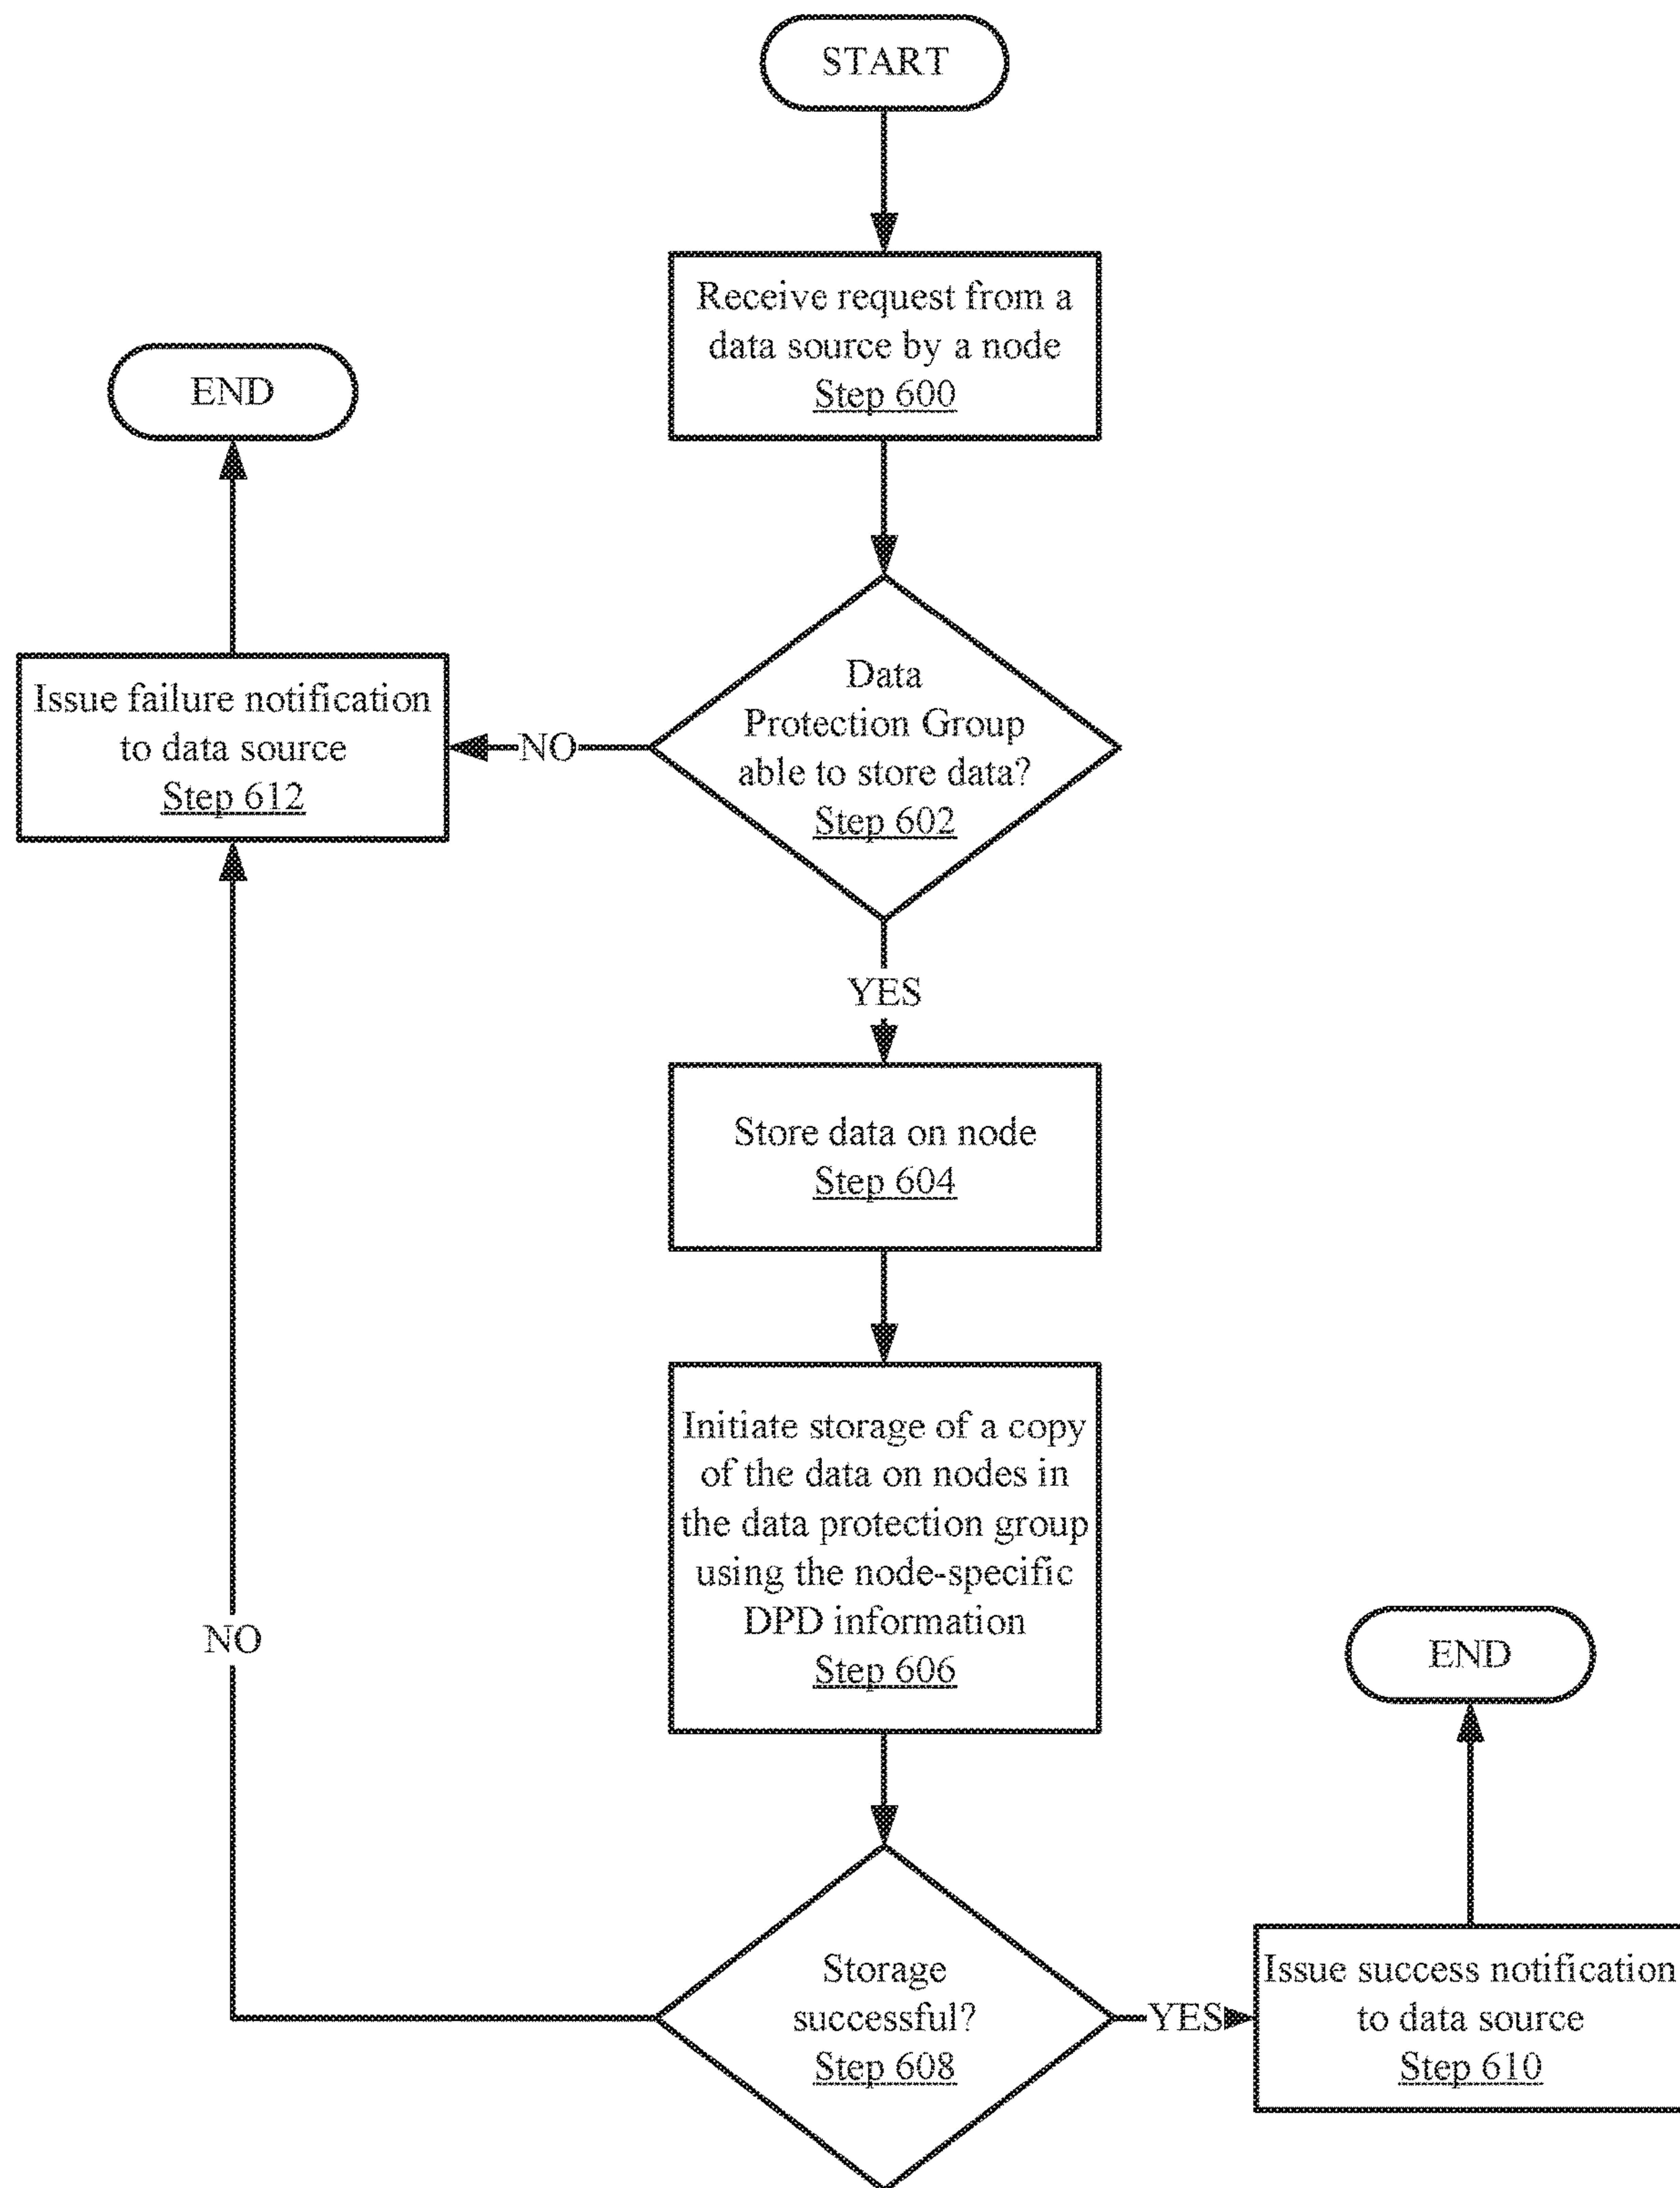 START
Receive request from a
data source by a node
Step 600
END
Data
Protection Group
able to store data?
Step 602
NO
Issue failure notification
to data source
Step 612
YES
Store data on node
Step 604
Initiate storage of a copy
of the data on nodes in
the data protection group
using the node-specific
DPD information
Step 606
NO
END
Storage
successful?
Step 608
YES
Issue success notification
to data source
Step 610